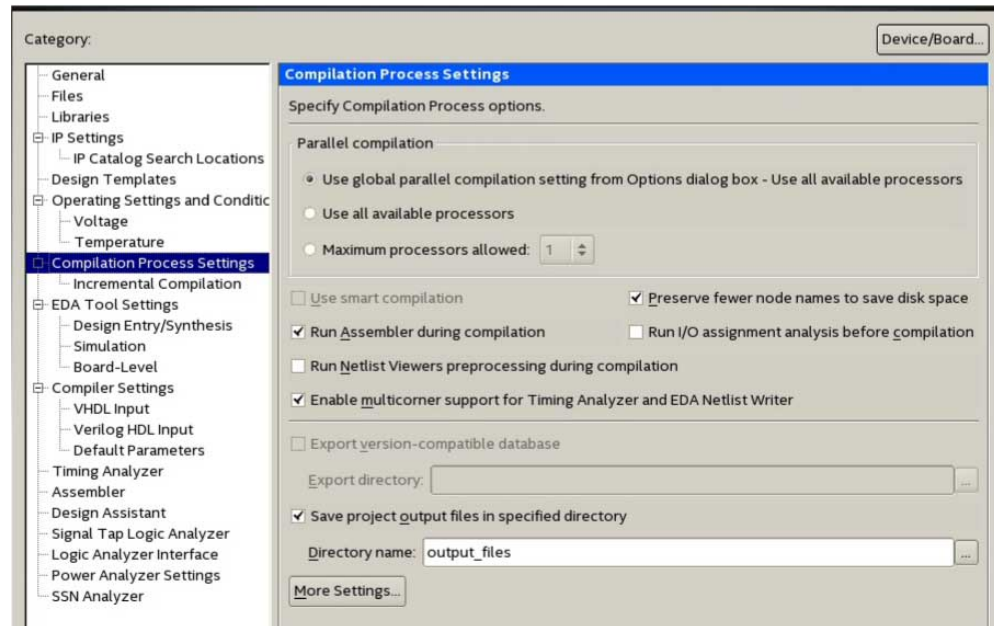 Category:
Device/Board...
General
Files
Libraries
IP Settings
IP Catalog Search Locations
Design Templates
Operating Settings and Conditic
Voltage
Temperature
Compilation Process Settings
Incremental Compilation
EDA Tool Settings
Design Entry/Synthesis
Simulation
Board-Level
Compiler Settings
VHDL Input
Verilog HDL Input
Default Parameters
Timing Analyzer
Assembler
Design Assistant
Signal Tap Logic Analyzer
Logic Analyzer Interface
Power Analyzer Settings
SSN Analyzer
Compilation Process Settings
Specify Compilation Process options.
Parallel compilation
Use global parallel compilation setting from Options dialog box - Use all available processors
Use all available processors
Maximum processors allowed: 1
Use smart compilation
Preserve fewer node names to save disk space
Run Assembler during compilation
Run I/O assignment analysis before compilation
Run Netlist Viewers preprocessing during compilation
Enable multicorner support for Timing Analyzer and EDA Netlist Writer
Export version-compatible database
Export directory: ...
Save project output files in specified directory
Directory name: output_files ...
More Settings...